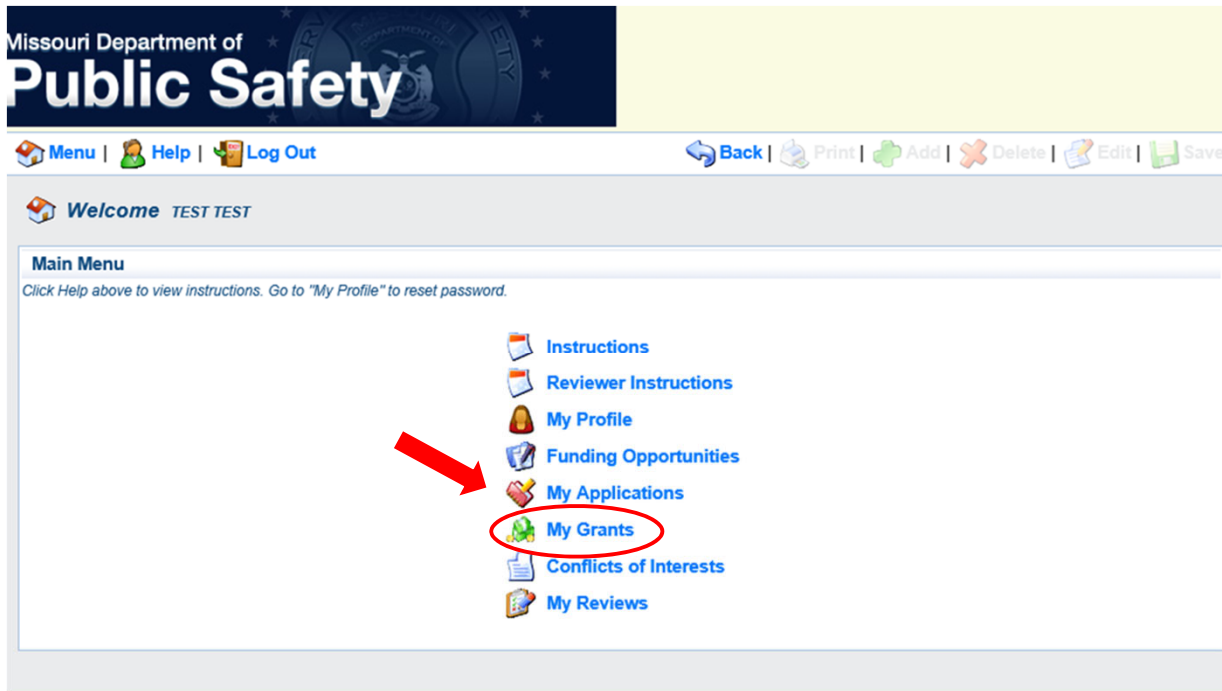 Missouri Department of
Public Safety
Menu | Help | Log Out
Back | Print | Add | Delete | Edit | Save
Welcome TEST TEST
Main Menu
Click Help above to view instructions. Go to "My Profile" to reset password.
Instructions
Reviewer Instructions
My Profile
Funding Opportunities
My Applications
My Grants
Conflicts of Interests
My Reviews